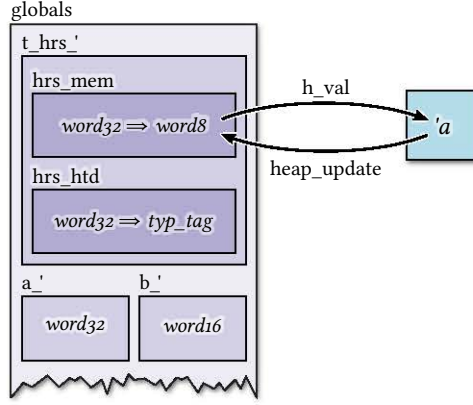 globals
t_hrs_'
hrs_mem
word32 ⇒ word8
h_val
'a
heap_update
hrs_htd
word32 ⇒ typ_tag
a_' b_'
word32 word16